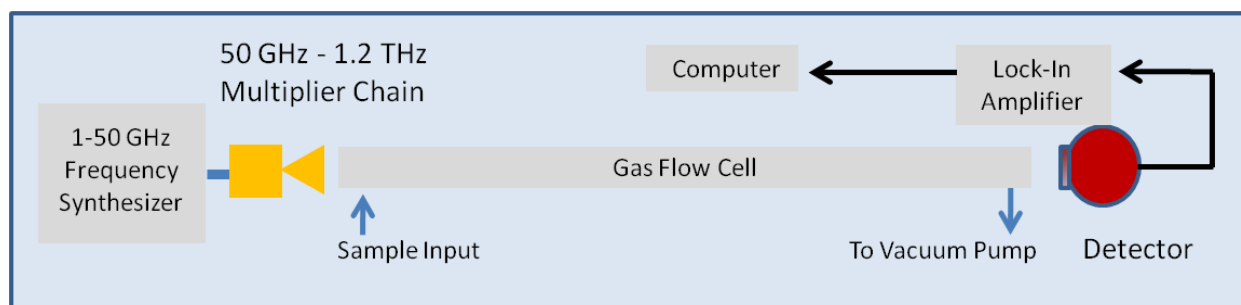 50 GHz - 1.2 THz
Multiplier Chain
1-50 GHz
Frequency
Synthesizer
Computer
Lock-In
Amplifier
Gas Flow Cell
Sample Input
To Vacuum Pump
Detector